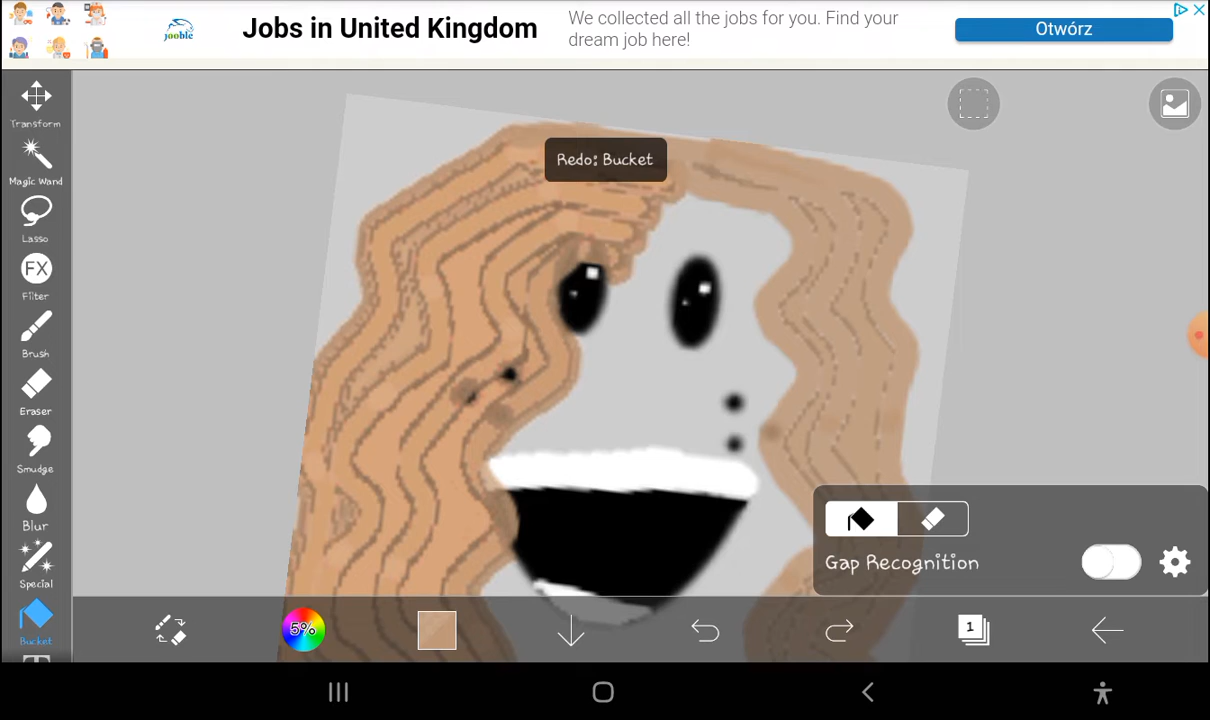 jooble
Jobs in United Kingdom
We collected all the jobs for you. Find your
dream job here!
Otwórz
Transform
Magic Wand
Lasso
FX
Filter
Brush
Eraser
Smudge
Blur
Special
Bucket
Redo: Bucket
Gap Recognition
5%
1